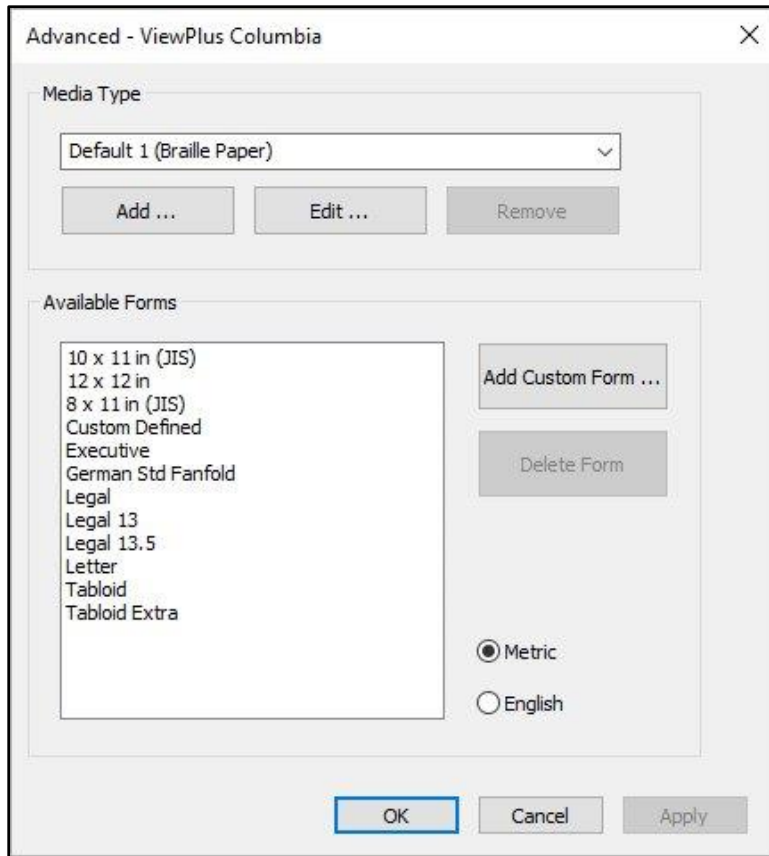 Advanced - ViewPlus Columbia
Media Type
Default 1 (Braille Paper)
Add ... Edit ... Remove
Available Forms
10 x 11 in (JIS)
12 x 12 in
8 x 11 in (JIS)
Custom Defined
Executive
German Std Fanfold
Legal
Legal 13
Legal 13.5
Letter
Tabloid
Tabloid Extra
Add Custom Form ...
Delete Form
Metric
English
OK Cancel Apply